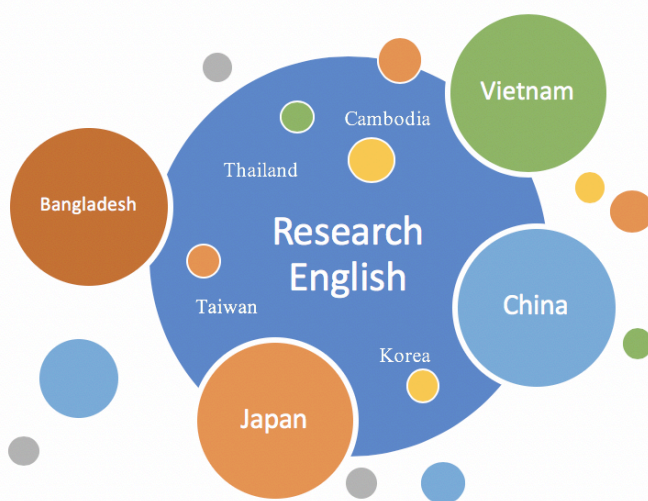 Vietnam
Cambodia
Thailand
Bangladesh
Research
English
Taiwan
China
Korea
Japan